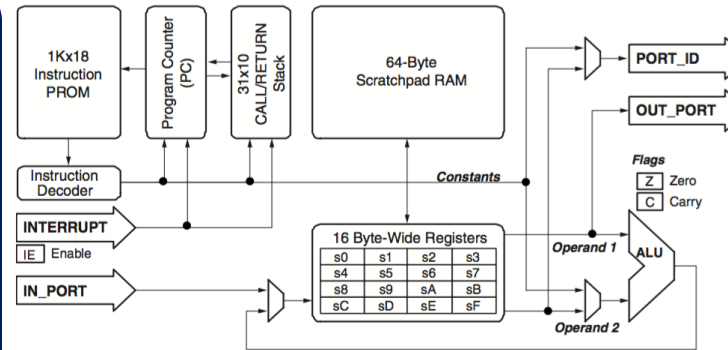 1Kx18
Instruction
PROM
Program Counter
(PC)
31x10
CALL/RETURN
Stack
64-Byte
Scratchpad RAM
PORT_ID
OUT_PORT
Instruction
Decoder
Constants
Flags
Z Zero
C Carry
INTERRUPT
IE Enable
16 Byte-Wide Registers
s0 s1 s2 s3
s4 s5 s6 s7
s8 s9 sA sB
sC sD sE sF
Operand 1
ALU
IN_PORT
Operand 2